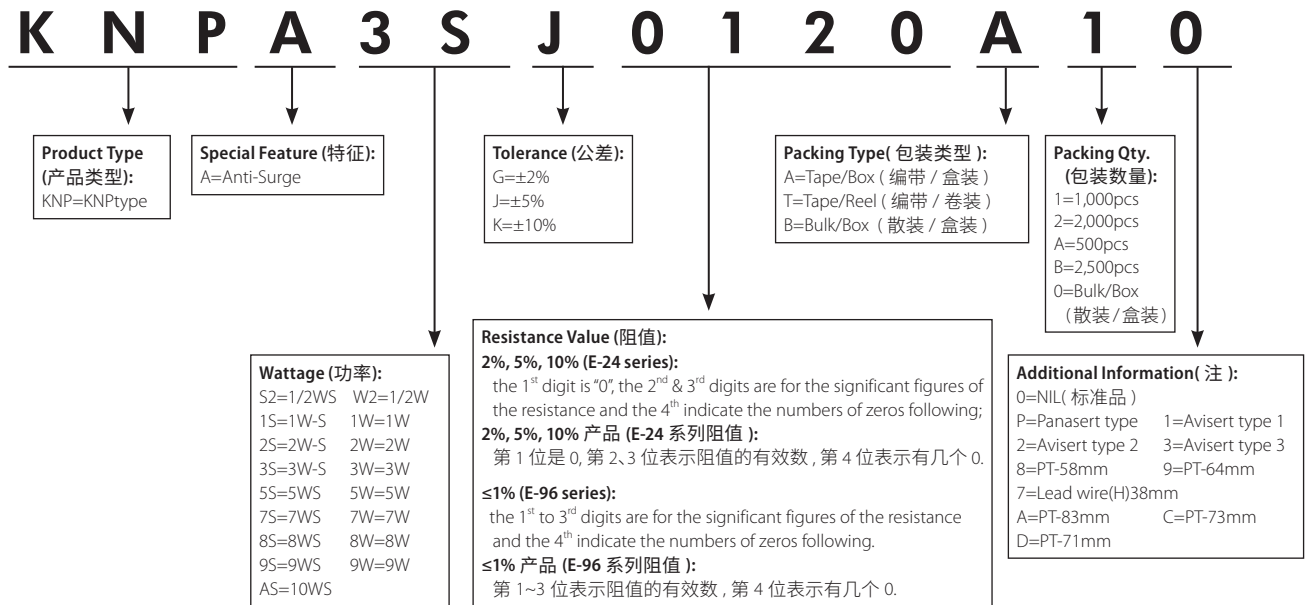 K N P A 3 S J 0 1 2 0 A 1 0
Product Type
(产品类型):
KNP=KNPtype
Special Feature (特征):
A=Anti-Surge
Tolerance (公差):
G=±2%
J=±5%
K=±10%
Packing Type( 包装类型 ):
A=Tape/Box ( 编带 / 盒装 )
T=Tape/Reel ( 编带 / 卷装 )
B=Bulk/Box ( 散装 / 盒装 )
Packing Qty.
(包装数量):
1=1,000pcs
2=2,000pcs
A=500pcs
B=2,500pcs
0=Bulk/Box
(散装/盒装)
Wattage (功率):
S2=1/2WS W2=1/2W
1S=1W-S 1W=1W
2S=2W-S 2W=2W
3S=3W-S 3W=3W
5S=5WS 5W=5W
7S=7WS 7W=7W
8S=8WS 8W=8W
9S=9WS 9W=9W
AS=10WS
Resistance Value (阻值):
2%, 5%, 10% (E-24 series):
the 1st digit is "0", the 2nd & 3rd digits are for the significant figures of
the resistance and the 4th indicate the numbers of zeros following;
2%, 5%, 10% 产品 (E-24 系列阻值 ):
第 1 位是 0, 第 2、3 位表示阻值的有效数 , 第 4 位表示有几个 0.
≤1% (E-96 series):
the 1st to 3rd digits are for the significant figures of the resistance
and the 4th indicate the numbers of zeros following.
≤1% 产品 (E-96 系列阻值 ):
第 1~3 位表示阻值的有效数 , 第 4 位表示有几个 0.
Additional Information( 注 ):
0=NIL( 标准品 )
P=Panasert type 1=Avisert type 1
2=Avisert type 2 3=Avisert type 3
8=PT-58mm 9=PT-64mm
7=Lead wire(H)38mm
A=PT-83mm C=PT-73mm
D=PT-71mm